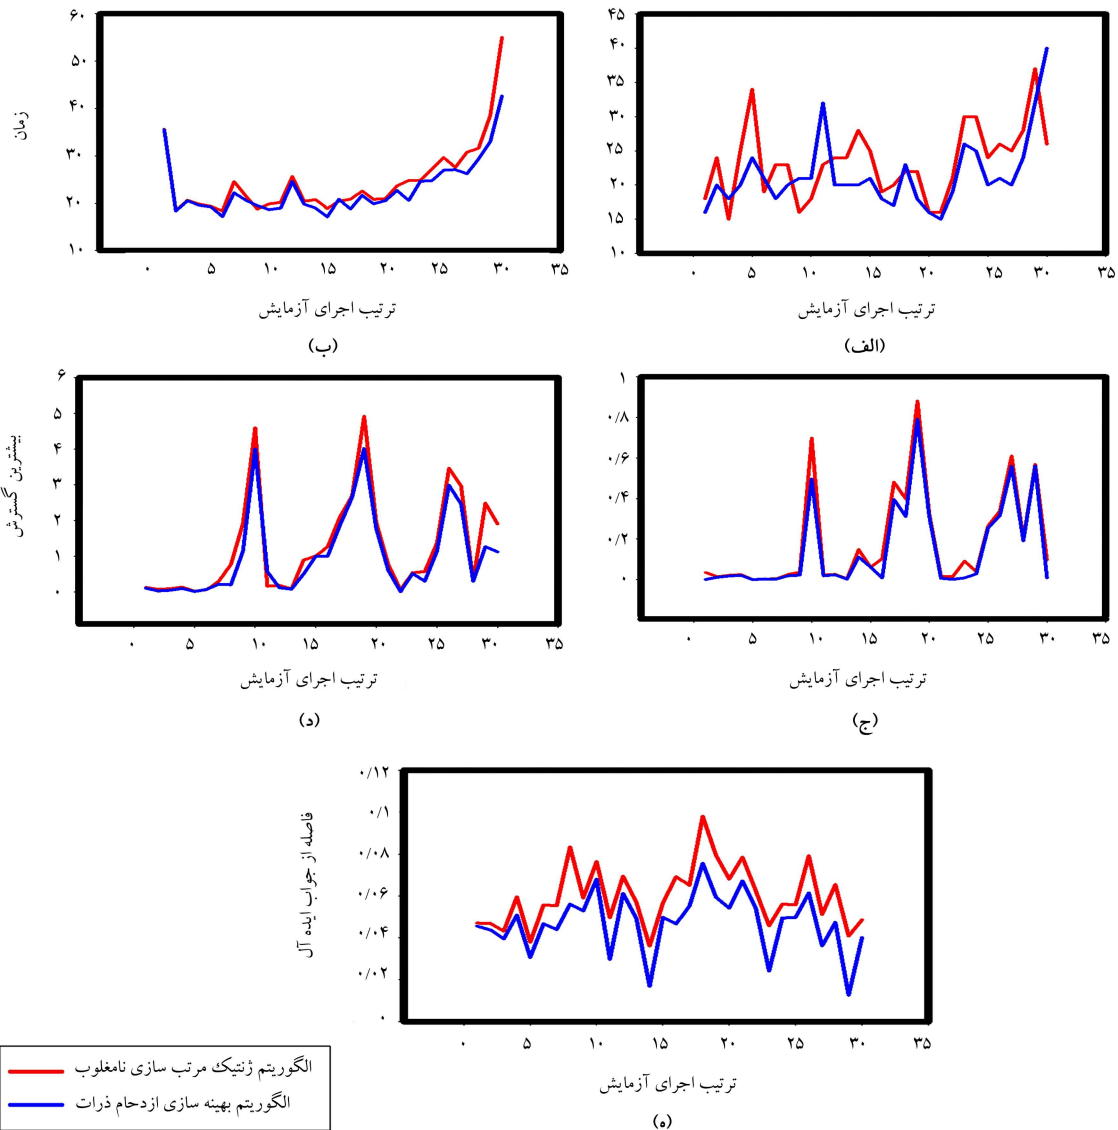 ۴۵
۴۰
۳۵
۳۰
۲۵
۲۰
۱۵
۱۰
۰ ۵ ۱۰ ۱۵ ۲۰ ۲۵ ۳۰ ۳۵
ترتیب اجرای آزمایش
(الف)
زمان
۶۰
۵۰
۴۰
۳۰
۲۰
۱۰
۰ ۵ ۱۰ ۱۵ ۲۰ ۲۵ ۳۰ ۳۵
ترتیب اجرای آزمایش
(ب)
۱
۰/۸
۰/۶
۰/۴
۰/۲
۰
۰ ۵ ۱۰ ۱۵ ۲۰ ۲۵ ۳۰ ۳۵
ترتیب اجرای آزمایش
(ج)
بیشترین گسترش
۶
۵
۴
۳
۲
۱
۰
۰ ۵ ۱۰ ۱۵ ۲۰ ۲۵ ۳۰ ۳۵
ترتیب اجرای آزمایش
(د)
فاصله از جواب ایده آل
۰/۱۲
۰/۱
۰/۰۸
۰/۰۶
۰/۰۴
۰/۰۲
۰
۰ ۵ ۱۰ ۱۵ ۲۰ ۲۵ ۳۰ ۳۵
ترتیب اجرای آزمایش
(ه)
الگوریتم ژنتیک مرتب سازی نامغلوب
الگوریتم بهینه سازی ازدحام ذرات